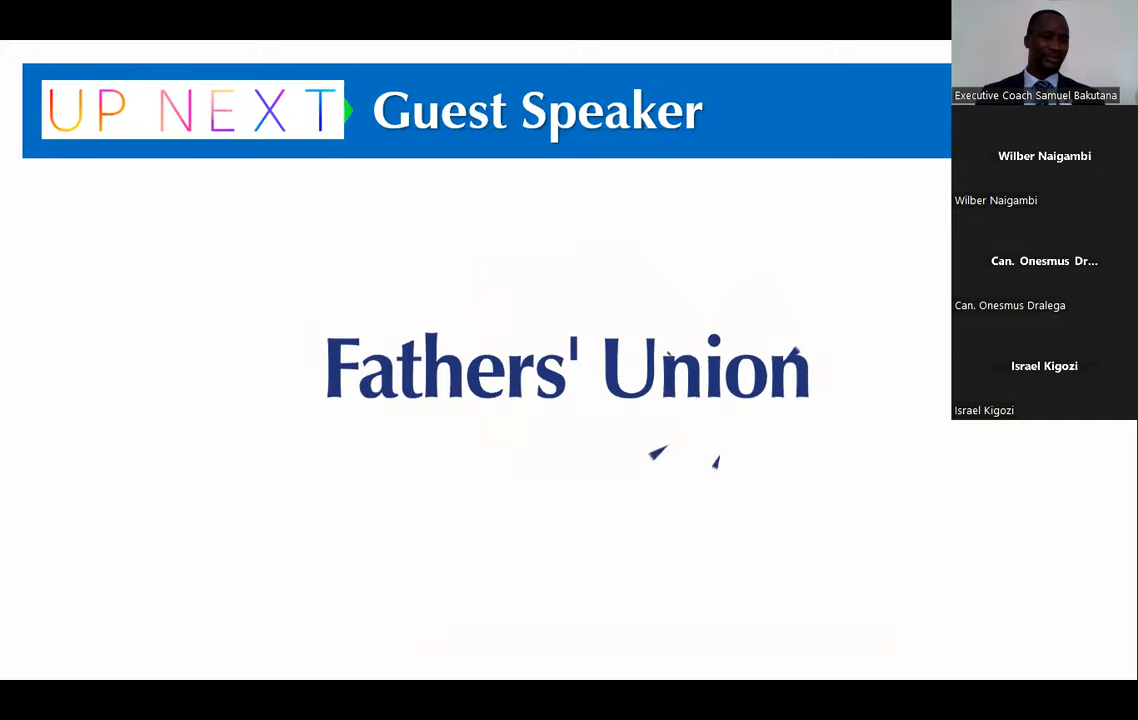 UP NEXT Guest Speaker
Fathers' Union
Executive Coach Samuel Bakutana
Wilber Naigambi
Wilber Naigambi
Can. Onesmus Dr...
Can. Onesmus Dralega
Israel Kigozi
Israel Kigozi